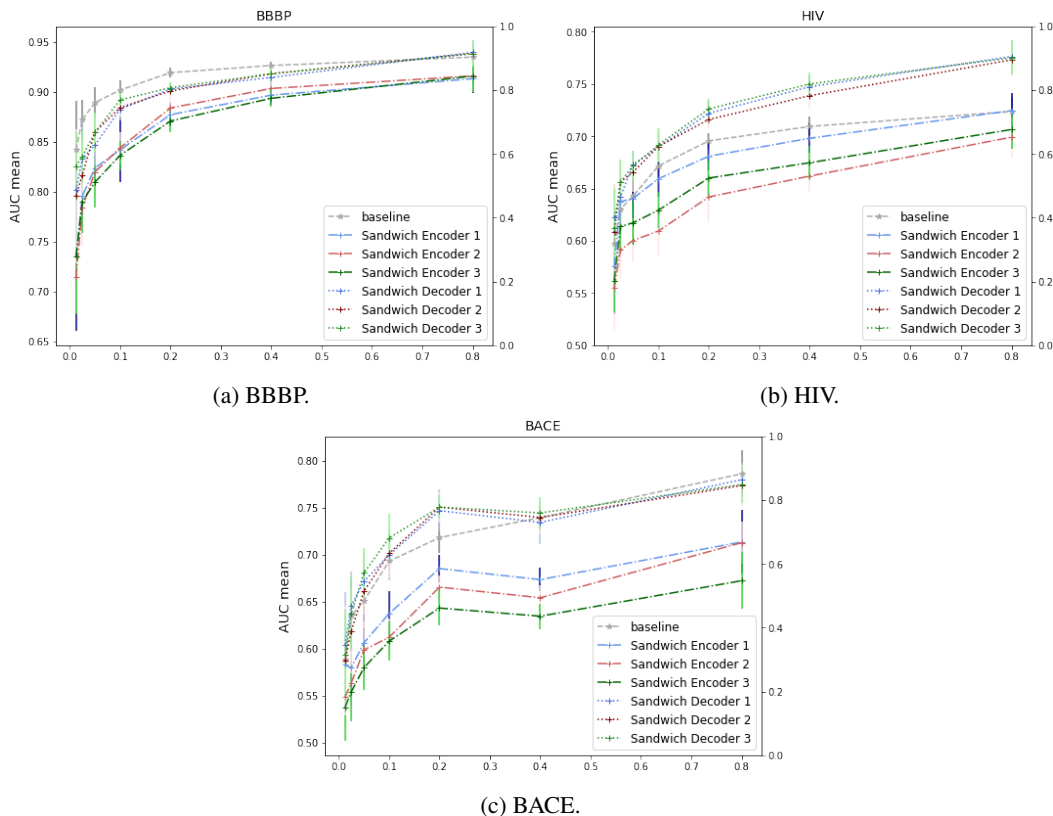 BBBP
AUC mean
0.95
0.90
0.85
0.80
0.75
0.70
0.65
1.0
0.8
0.6
0.4
0.2
0.0
baseline
Sandwich Encoder 1
Sandwich Encoder 2
Sandwich Encoder 3
Sandwich Decoder 1
Sandwich Decoder 2
Sandwich Decoder 3
0.0 0.1 0.2 0.3 0.4 0.5 0.6 0.7 0.8
(a) BBBP.
HIV
AUC mean
0.80
0.75
0.70
0.65
0.60
0.55
0.50
1.0
0.8
0.6
0.4
0.2
0.0
baseline
Sandwich Encoder 1
Sandwich Encoder 2
Sandwich Encoder 3
Sandwich Decoder 1
Sandwich Decoder 2
Sandwich Decoder 3
0.0 0.1 0.2 0.3 0.4 0.5 0.6 0.7 0.8
(b) HIV.
BACE
AUC mean
0.80
0.75
0.70
0.65
0.60
0.55
0.50
1.0
0.8
0.6
0.4
0.2
0.0
baseline
Sandwich Encoder 1
Sandwich Encoder 2
Sandwich Encoder 3
Sandwich Decoder 1
Sandwich Decoder 2
Sandwich Decoder 3
0.0 0.1 0.2 0.3 0.4 0.5 0.6 0.7 0.8
(c) BACE.